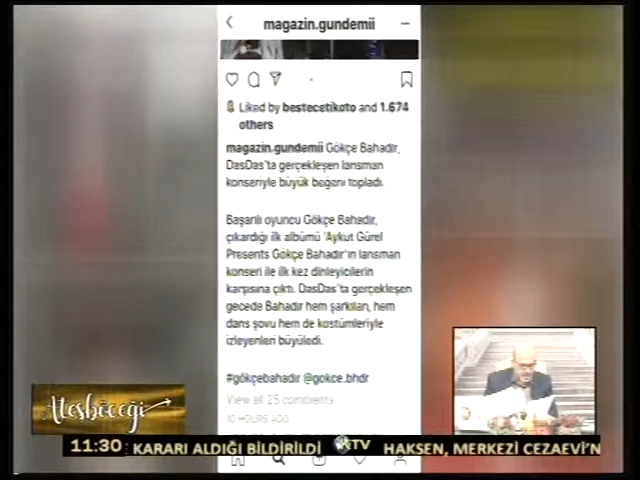 magazin.gundemii
Liked by bestecetikoto and 1.674
others
magazin.gundemii Gökçe Bahadır,
DasDas'ta gerçekleşen lansman
konseriyle büyük beğeni topladı.
Başarılı oyuncu Gökçe Bahadır,
çıkardığı ilk albümü 'Aykut Gürel
Presents Gökçe Bahadır'ın lansman
konseri ile ilk kez dinleyicilerin
karşısına çıktı. DasDas'ta gerçekleşen
gecede Bahadır hem şarkıları, hem
dans şovu hem de kostümleriyle
izleyenleri büyüledi.
#gökçebahadır @gokce.bhdr
View all 25 comments
10 HOURS AGO
Ateşböceği
11:30 KARARI ALDIĞI BİLDİRİLDİ KTV HAKSEN, MERKEZİ CEZAEVİ'N